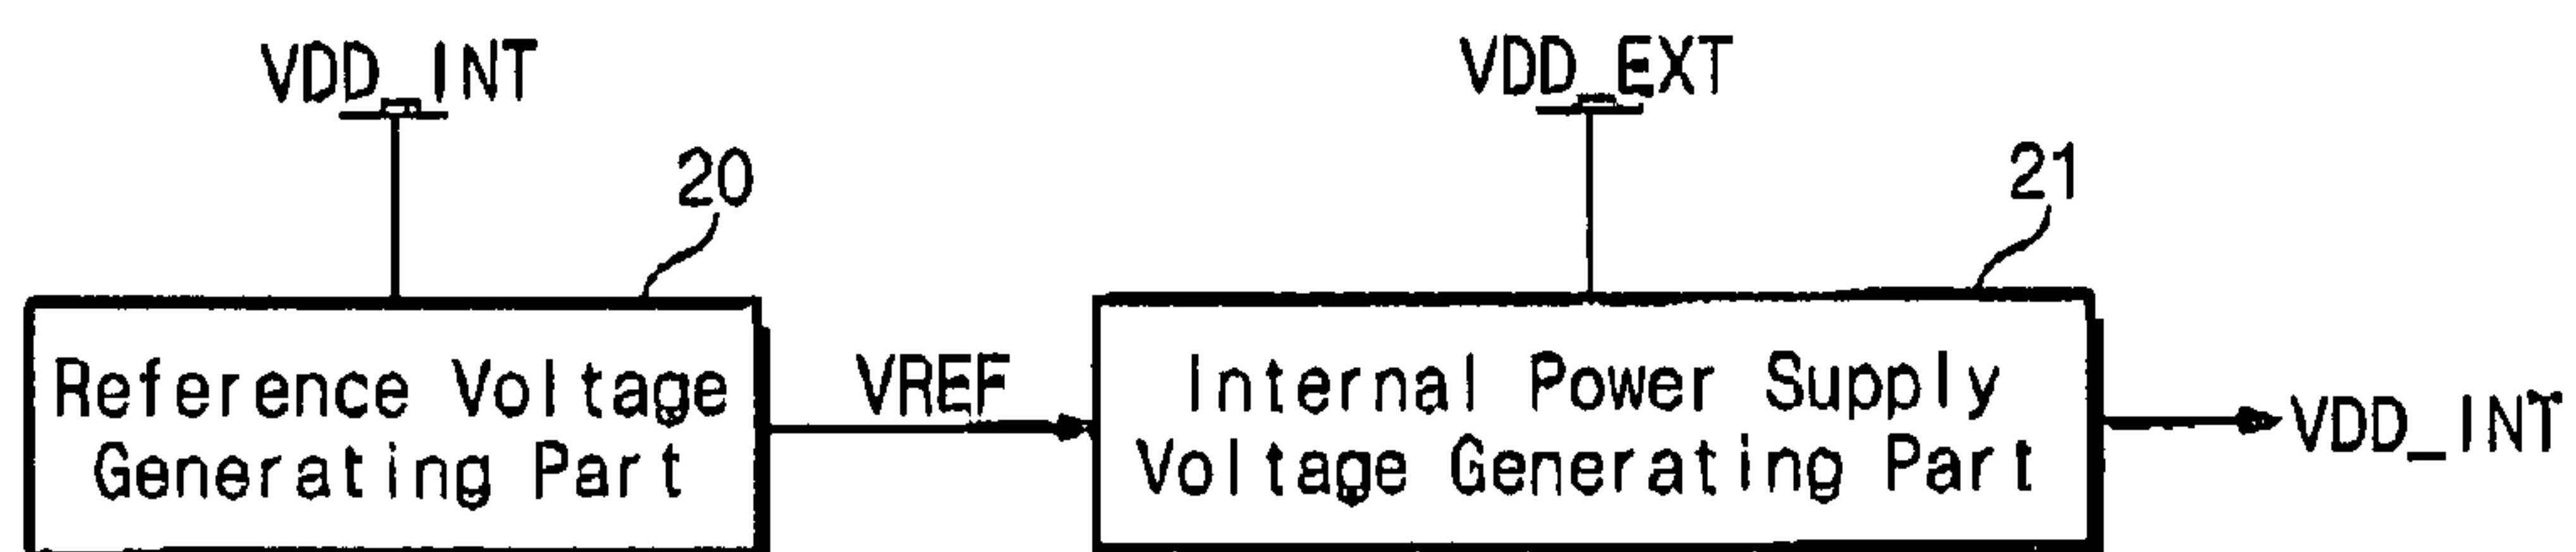 VDD_INT
VDD_EXT
20
21
Reference Voltage
Generating Part
VREF
Internal Power Supply
Voltage Generating Part
VDD_INT